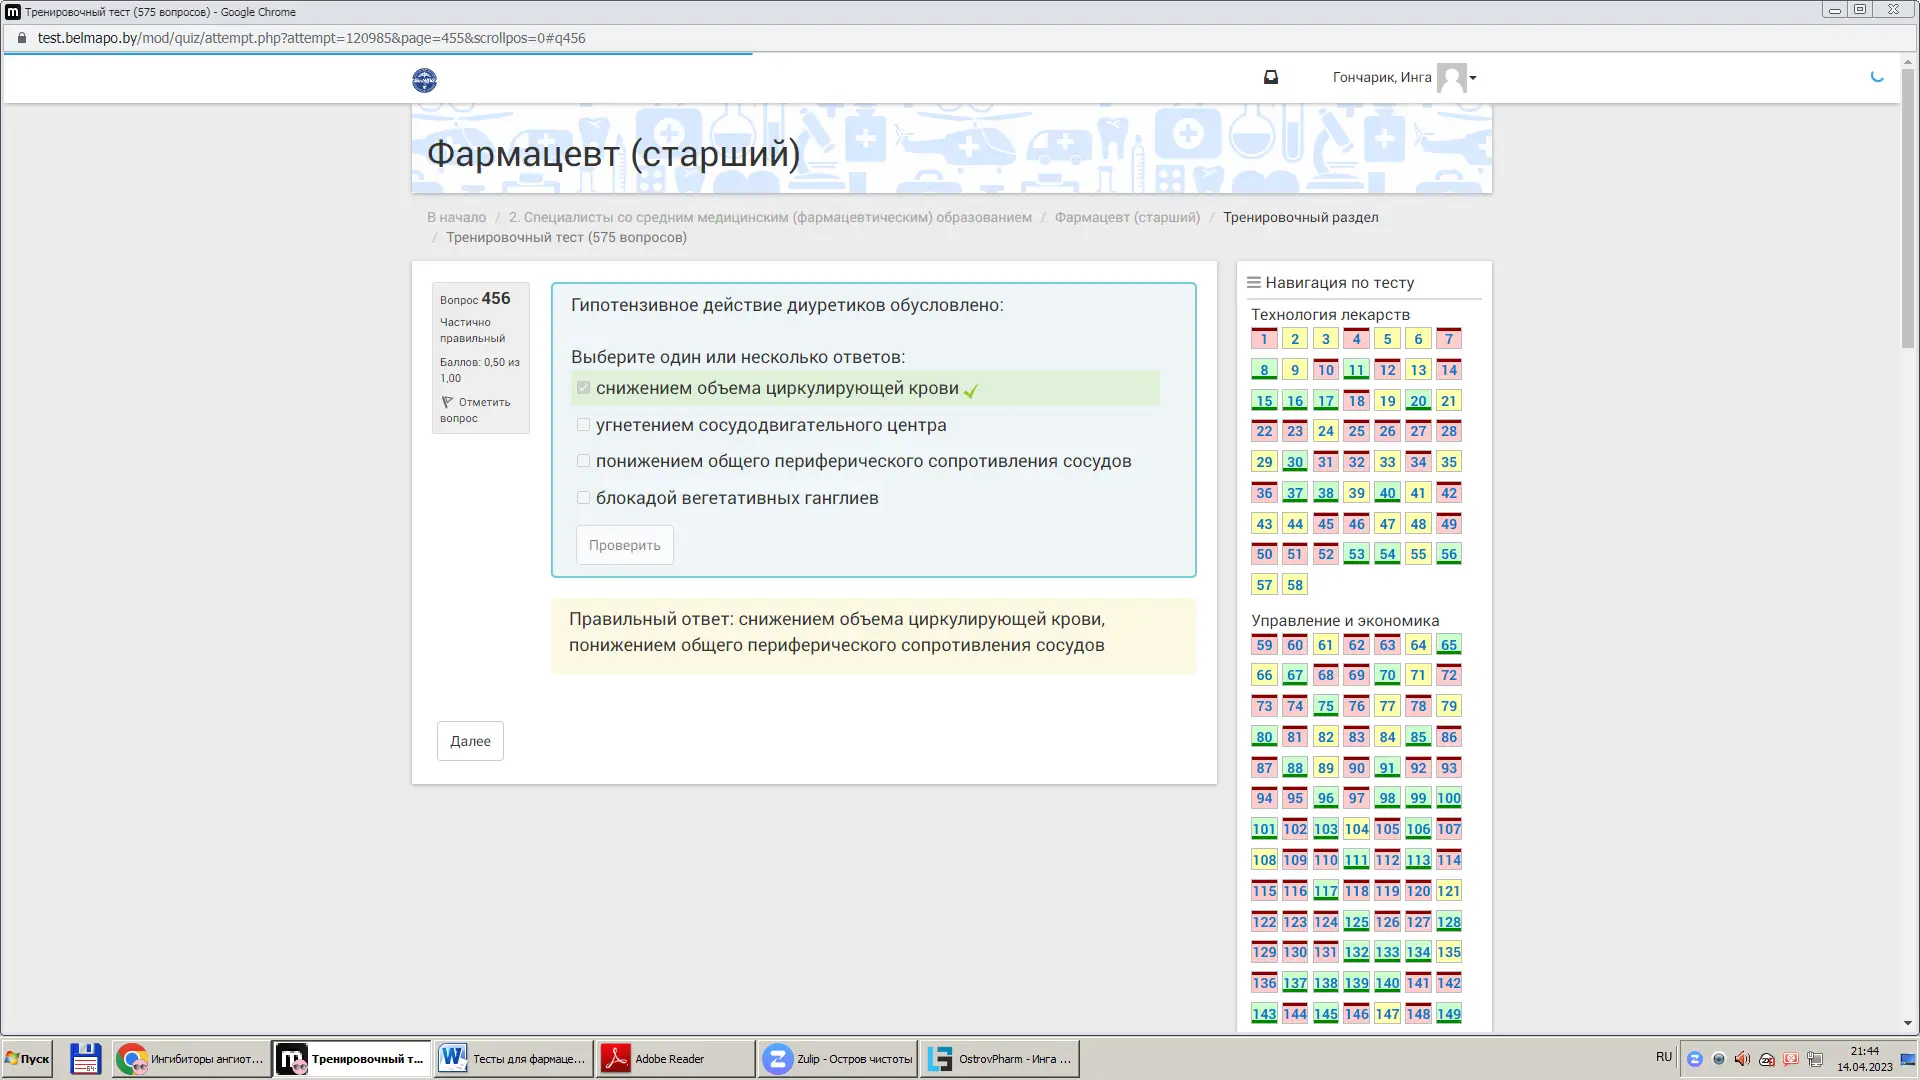 Тренировочный тест (575 вопросов) - Google Chrome
test.belmapo.by/mod/quiz/attempt.php?attempt=120985&page=455&scrollpos=0#q456
Гончарик, Инга
Фармацевт (старший)
В начало / 2. Специалисты со средним медицинским (фармацевтическим) образованием / Фармацевт (старший) / Тренировочный раздел
/ Тренировочный тест (575 вопросов)
Вопрос 456
Частично
правильный
Баллов: 0,50 из
1,00
Отметить
вопрос
Гипотензивное действие диуретиков обусловлено:
Выберите один или несколько ответов:
снижением объема циркулирующей крови
угнетением сосудодвигательного центра
понижением общего периферического сопротивления сосудов
блокадой вегетативных ганглиев
Проверить
Правильный ответ: снижением объема циркулирующей крови,
понижением общего периферического сопротивления сосудов
Далее
Навигация по тесту
Технология лекарств
1 2 3 4 5 6 7
8 9 10 11 12 13 14
15 16 17 18 19 20 21
22 23 24 25 26 27 28
29 30 31 32 33 34 35
36 37 38 39 40 41 42
43 44 45 46 47 48 49
50 51 52 53 54 55 56
57 58
Управление и экономика
59 60 61 62 63 64 65
66 67 68 69 70 71 72
73 74 75 76 77 78 79
80 81 82 83 84 85 86
87 88 89 90 91 92 93
94 95 96 97 98 99 100
101 102 103 104 105 106 107
108 109 110 111 112 113 114
115 116 117 118 119 120 121
122 123 124 125 126 127 128
129 130 131 132 133 134 135
136 137 138 139 140 141 142
143 144 145 146 147 148 149
Пуск
Ингибиторы ангиот...
Тренировочный т...
Тесты для фармаце...
Adobe Reader
Zulip - Остров чистоты
OstrovPharm - Инга ...
RU
21:44
14.04.2023